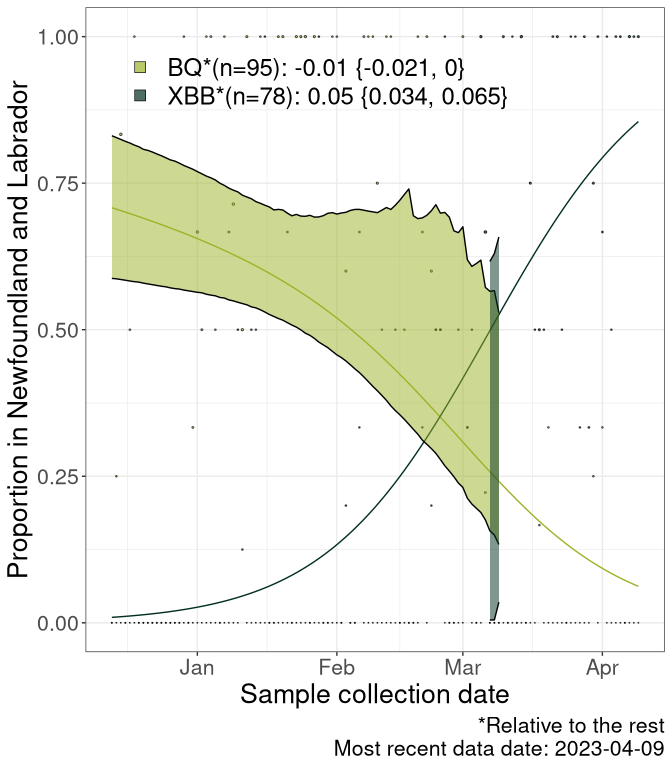 1.00
0.75
0.50
0.25
0.00
Proportion in Newfoundland and Labrador
BQ*(n=95): -0.01 {-0.021, 0}
XBB*(n=78): 0.05 {0.034, 0.065}
Jan Feb Mar Apr
Sample collection date
*Relative to the rest
Most recent data date: 2023-04-09